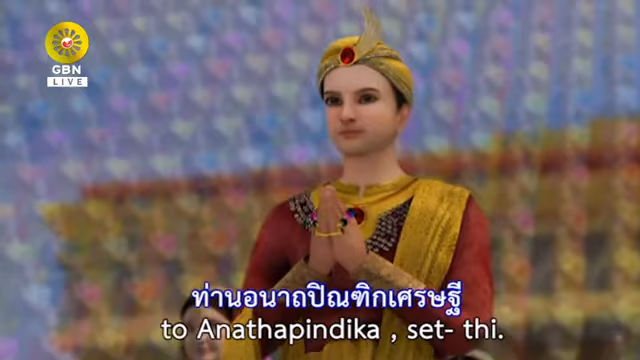 GBN
LIVE
ท่านอนาถปิณฑิกเศรษฐี
to Anathapindika , set- thi.